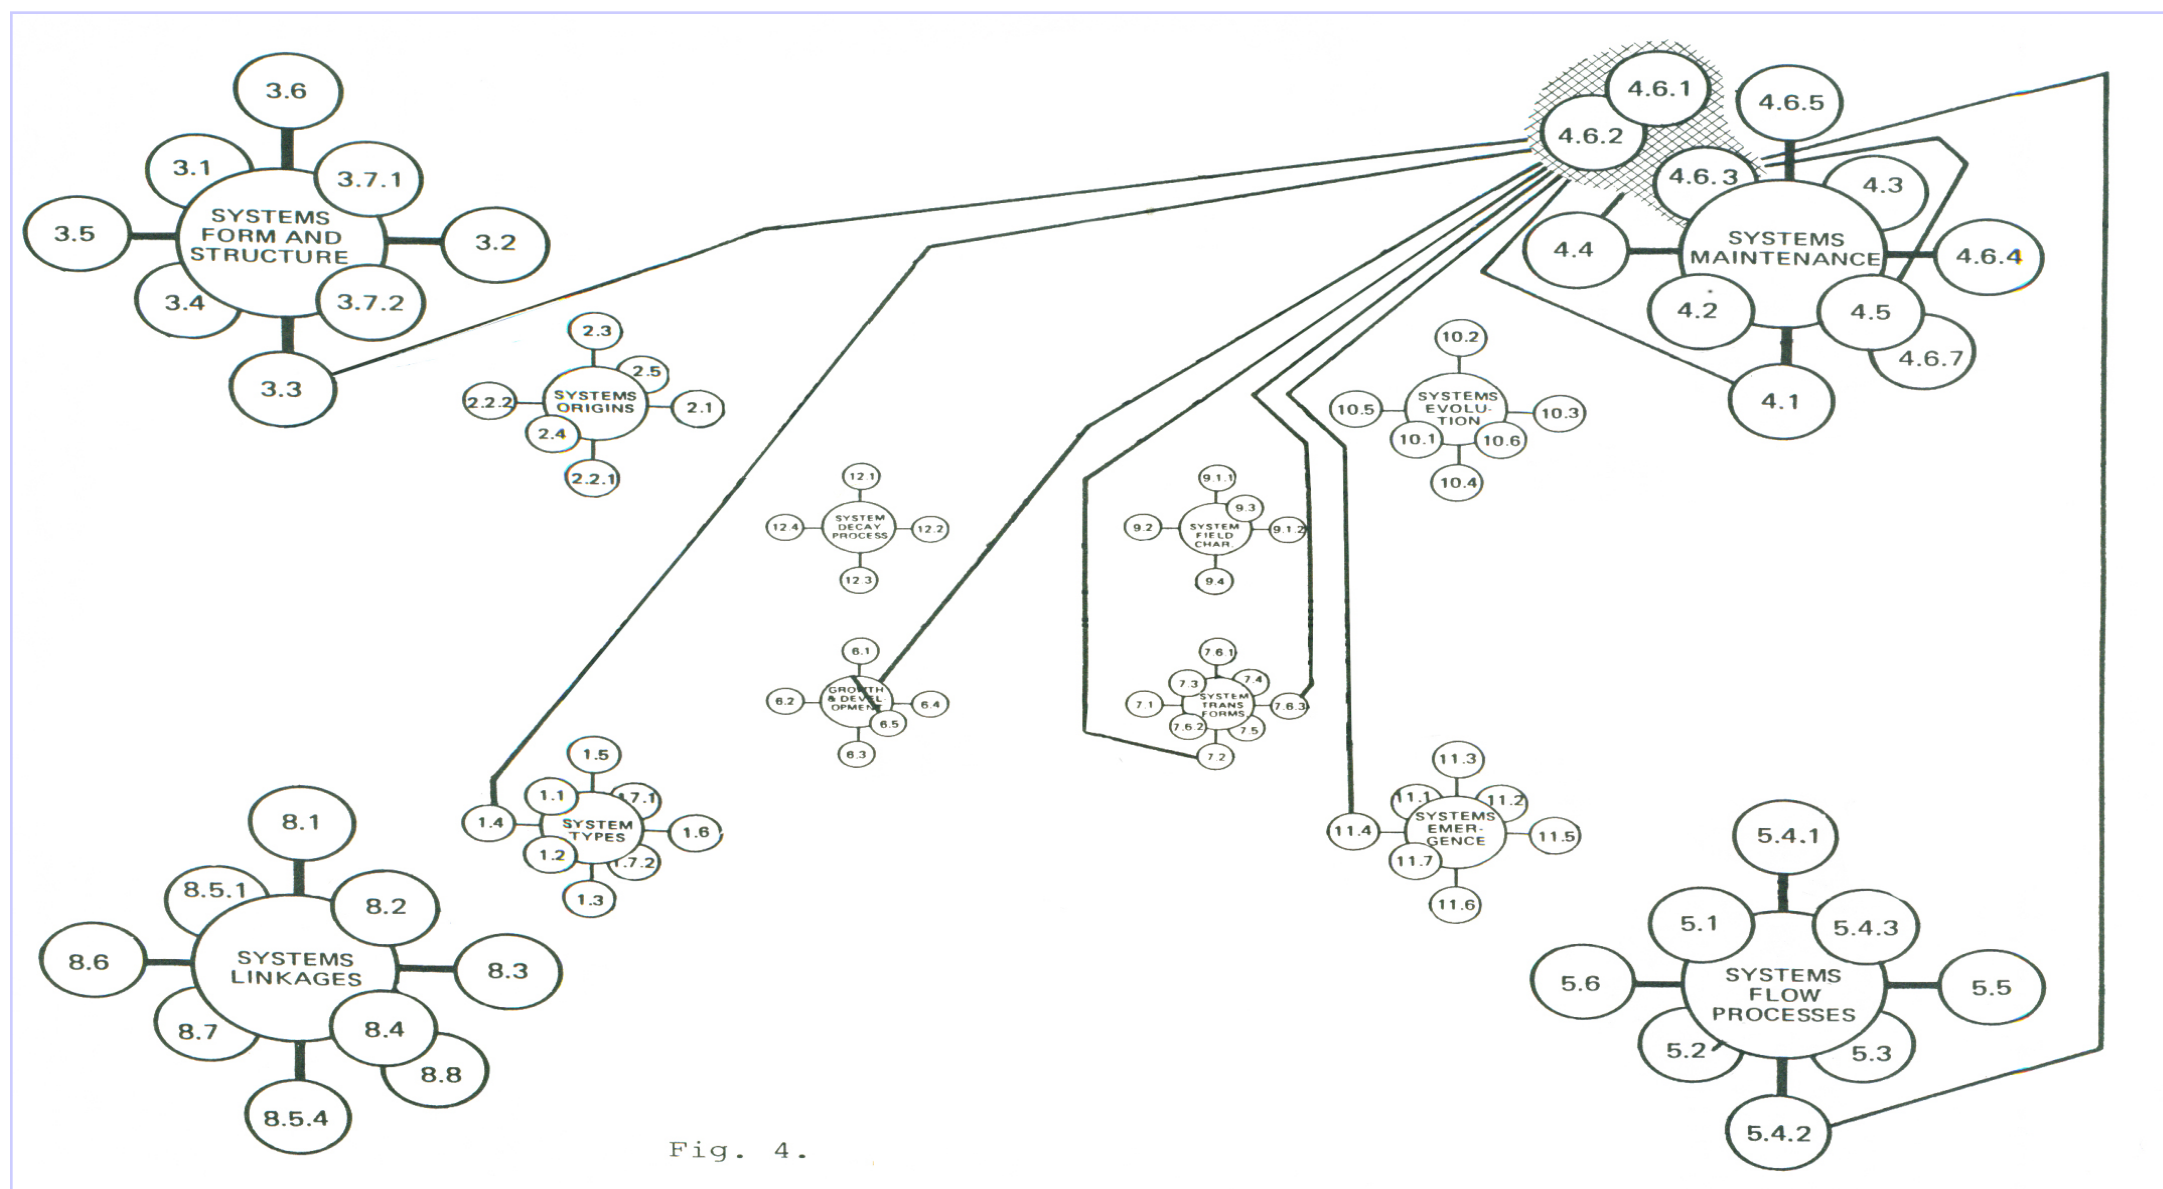 3.6
3.1
3.7.1
SYSTEMS
FORM AND
STRUCTURE
3.5
3.2
3.4
3.7.2
3.3
4.6.1
4.6.2
4.6.5
4.6.3
4.3
SYSTEMS
MAINTENANCE
4.4
4.6.4
4.2
4.5
4.6.7
4.1
2.3
2.5
SYSTEMS
ORIGINS
2.2.2
2.1
2.4
2.2.1
10.2
SYSTEMS
EVOLU-
TION
10.5
10.3
10.1
10.6
10.4
12.1
SYSTEM
DECAY
PROCESS
12.4
12.2
12.3
9.1.1
9.3
SYSTEM
FIELD
CHAR.
9.2
9.1.2
9.4
6.1
GROWTH
& DEVEL-
OPMENT
6.2
6.4
6.5
6.3
7.6.1
7.3
7.4
SYSTEM
TRANS
FORMS
7.1
7.6.3
7.6.2
7.5
7.2
1.5
1.1
1.7.1
SYSTEM
TYPES
1.4
1.6
1.2
1.7.2
1.3
11.3
11.1
11.2
SYSTEMS
EMER-
GENCE
11.4
11.5
11.7
11.6
8.1
8.5.1
8.2
SYSTEMS
LINKAGES
8.6
8.3
8.7
8.4
8.8
8.5.4
5.4.1
5.1
5.4.3
SYSTEMS
FLOW
PROCESSES
5.6
5.5
5.2
5.3
5.4.2
Fig. 4.